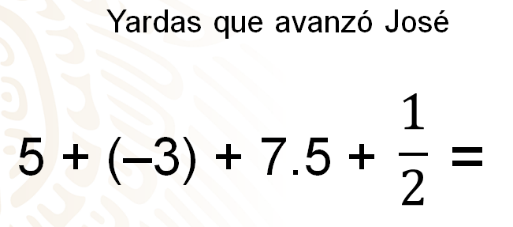 Yardas que avanzó José
5 + (–3) + 7.5 + 1/2 =